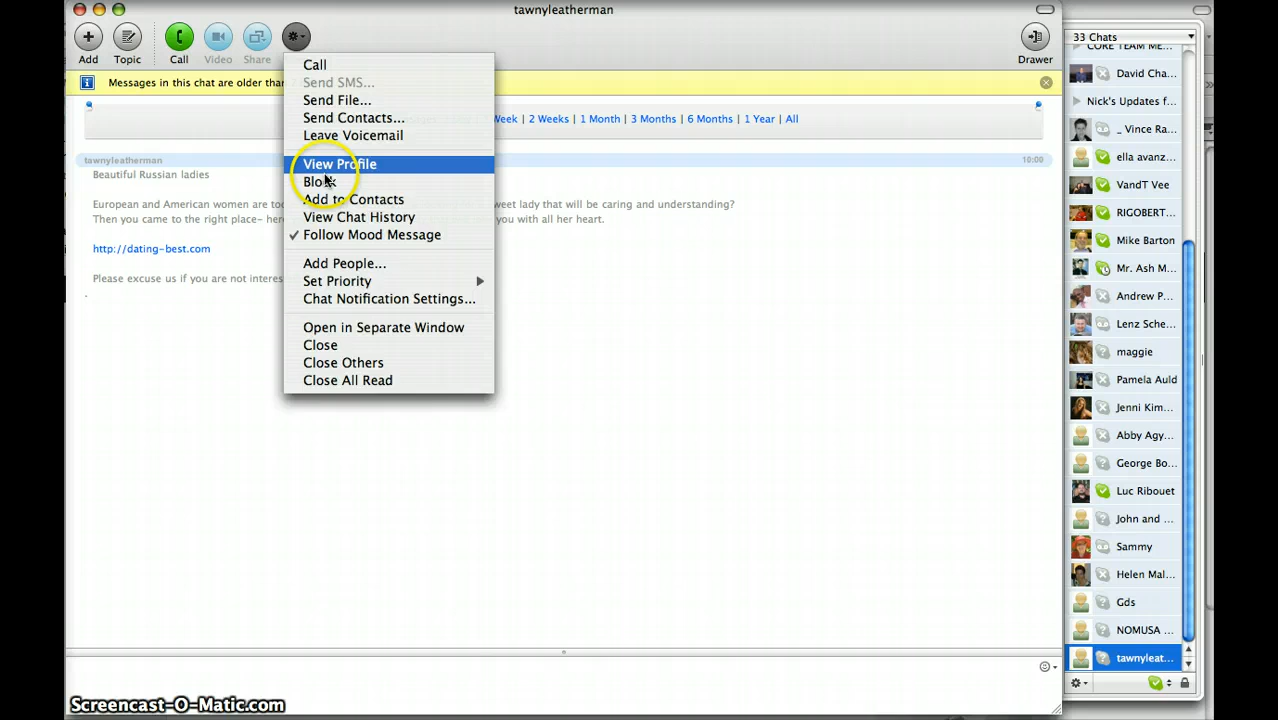 tawnyleatherman
33 Chats
Add
Topic
Call
Video
Share
Drawer
Call
Send SMS...
Send File...
Send Contacts...
Leave Voicemail
View Profile
Block
Add to Contacts
View Chat History
✓ Follow Mood Message
Add People...
Set Priority
Chat Notification Settings...
Open in Separate Window
Close
Close Others
Close All Read
Messages in this chat are older than
Week | 2 Weeks | 1 Month | 3 Months | 6 Months | 1 Year | All
tawnyleatherman 10:00
Beautiful Russian ladies
European and American women are too weet lady that will be caring and understanding?
Then you came to the right place- here you with all her heart.
http://dating-best.com
Please excuse us if you are not interes
.
CORE TEAM ME...
David Cha...
Nick's Updates f...
_ Vince Ra...
ella avanz...
VandT Vee
RIGOBERT...
Mike Barton
Mr. Ash M...
Andrew P...
Lenz Sche...
maggie
Pamela Auld
Jenni Kim...
Abby Agy...
George Bo...
Luc Ribouet
John and ...
Sammy
Helen Mal...
Gds
NOMUSA ...
tawnyleat...
Screencast-O-Matic.com